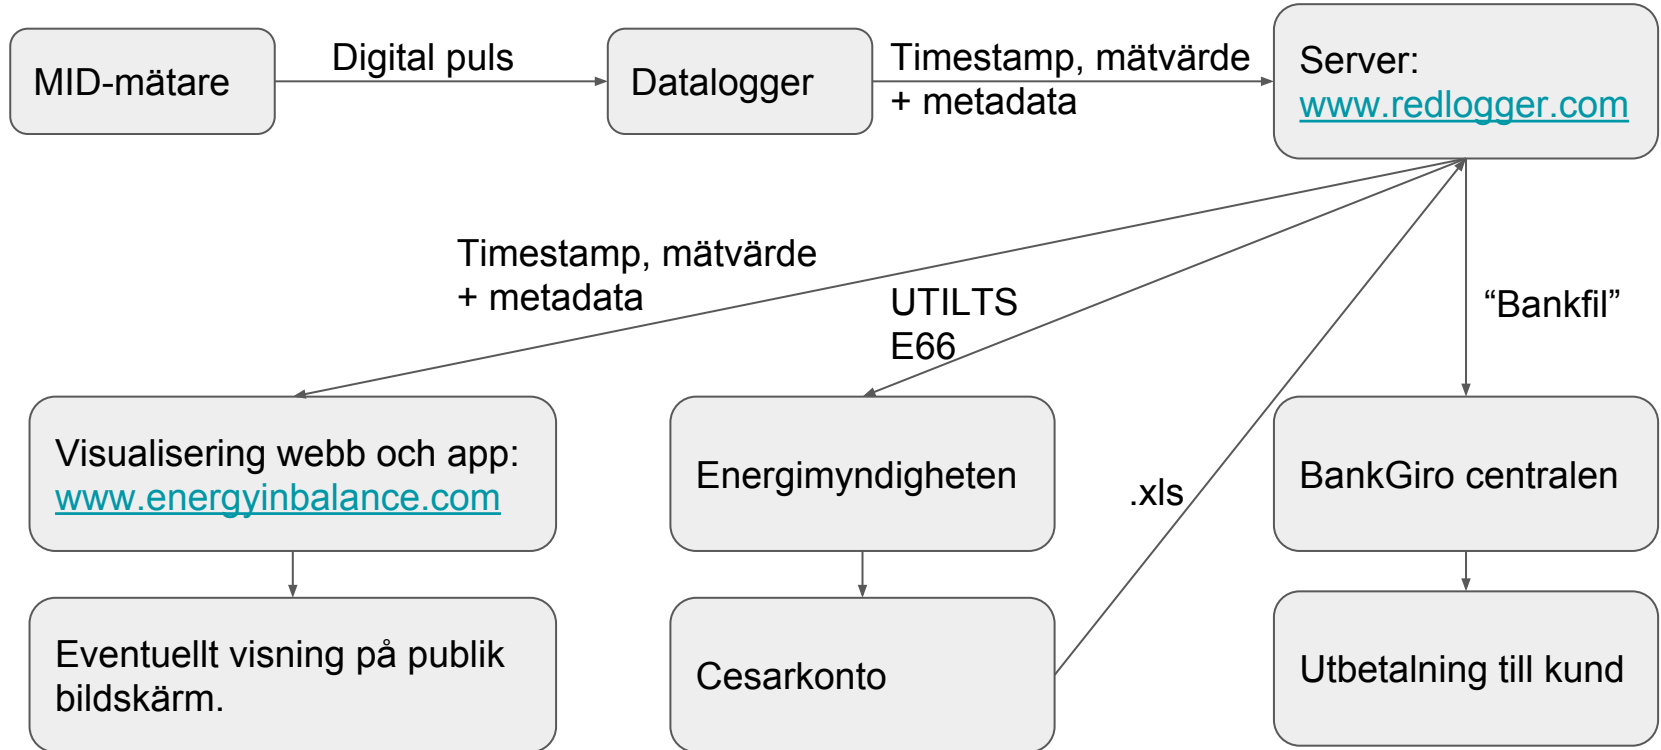 MID-mätare
Digital puls
Datalogger
Timestamp, mätvärde
+ metadata
Server:
www.redlogger.com
Timestamp, mätvärde
+ metadata
UTILTS
E66
“Bankfil”
Visualisering webb och app:
www.energyinbalance.com
Energimyndigheten
.xls
BankGiro centralen
Eventuellt visning på publik
bildskärm.
Cesarkonto
Utbetalning till kund